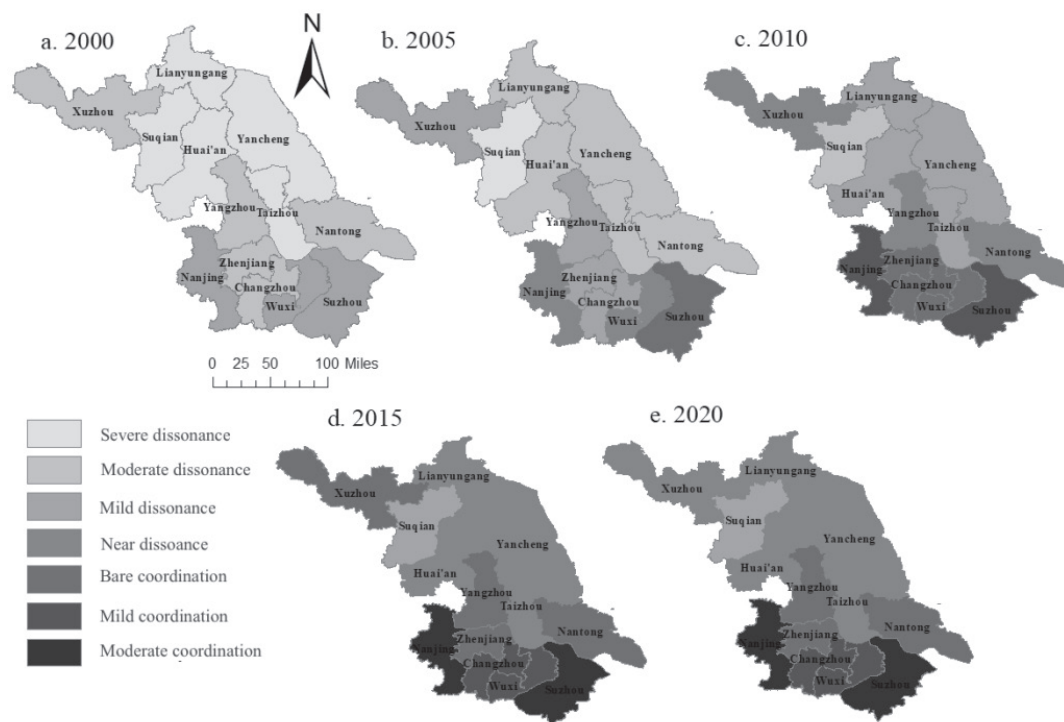 a. 2000
N
Lianyungang
Xuzhou
Suqian
Huai'an
Yancheng
Yangzhou
Taizhou
Nantong
Zhenjiang
Nanjing
Changzhou
Wuxi
Suzhou
0 25 50 100 Miles
b. 2005
Lianyungang
Xuzhou
Suqian
Huai'an
Yancheng
Yangzhou
Taizhou
Nantong
Zhenjiang
Nanjing
Changzhou
Wuxi
Suzhou
c. 2010
Lianyungang
Xuzhou
Suqian
Yancheng
Huai'an
Yangzhou
Taizhou
Nantong
Nanjing
Zhenjiang
Changzhou
Wuxi
Suzhou
Severe dissonance
Moderate dissonance
Mild dissonance
Near dissoance
Bare coordination
Mild coordination
Moderate coordination
d. 2015
Lianyungang
Xuzhou
Suqian
Yancheng
Huai'an
Yangzhou
Taizhou
Nantong
Zhenjiang
Nanjing
Changzhou
Wuxi
Suzhou
e. 2020
Lianyungang
Xuzhou
Suqian
Yancheng
Huai'an
Yangzhou
Taizhou
Nantong
Zhenjiang
Nanjing
Changzhou
Wuxi
Suzhou